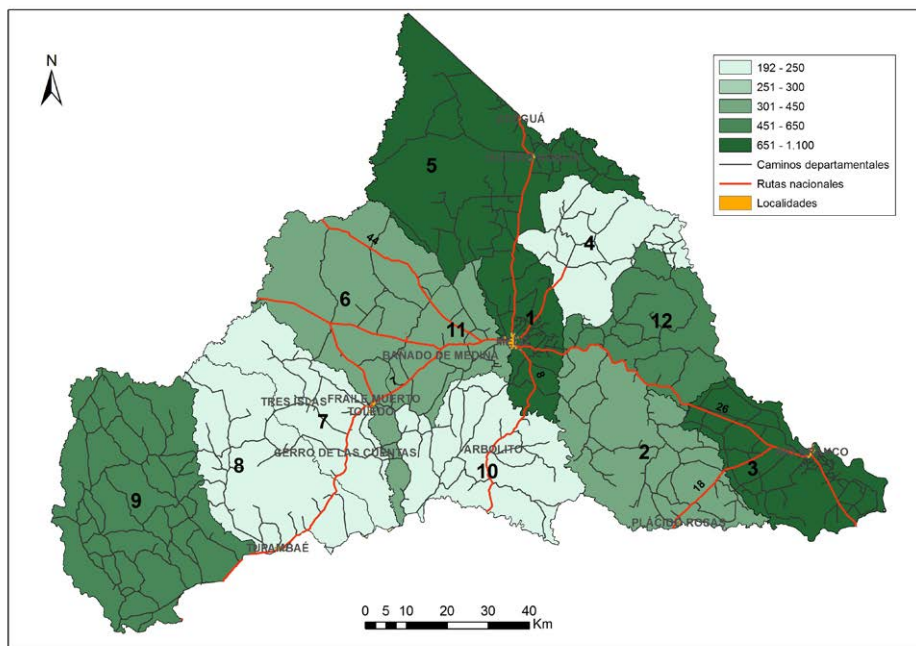 N
192 - 250
251 - 300
301 - 450
451 - 650
651 - 1.100
Caminos departamentales
Rutas nacionales
Localidades
5
4
44
6
11
1
12
BAÑADO DE MEDINA
8
7
26
TRES ISLAS
FRAILE MUERTO
TOLEDO
7
CERRO DE LAS CUENTAS
ARBOLITO
2
3
8
10
9
18
PLÁCIDO ROSAS
TUPAMBAÉ
0 5 10 20 30 40
Km